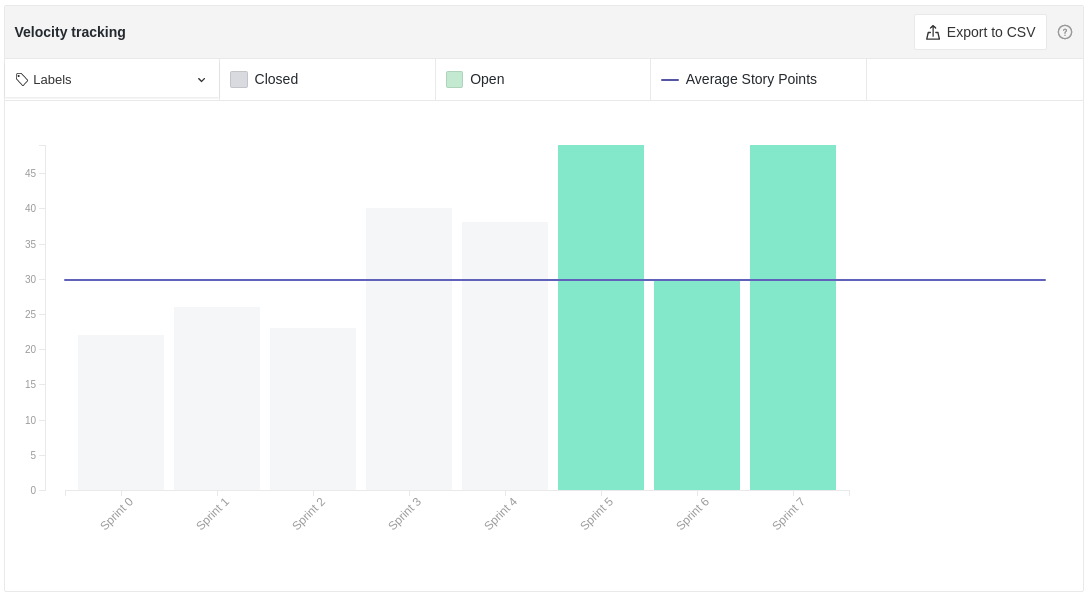 Velocity tracking
Export to CSV
Labels
Closed
Open
Average Story Points
45
40
35
30
25
20
15
10
5
0
Sprint 0
Sprint 1
Sprint 2
Sprint 3
Sprint 4
Sprint 5
Sprint 6
Sprint 7